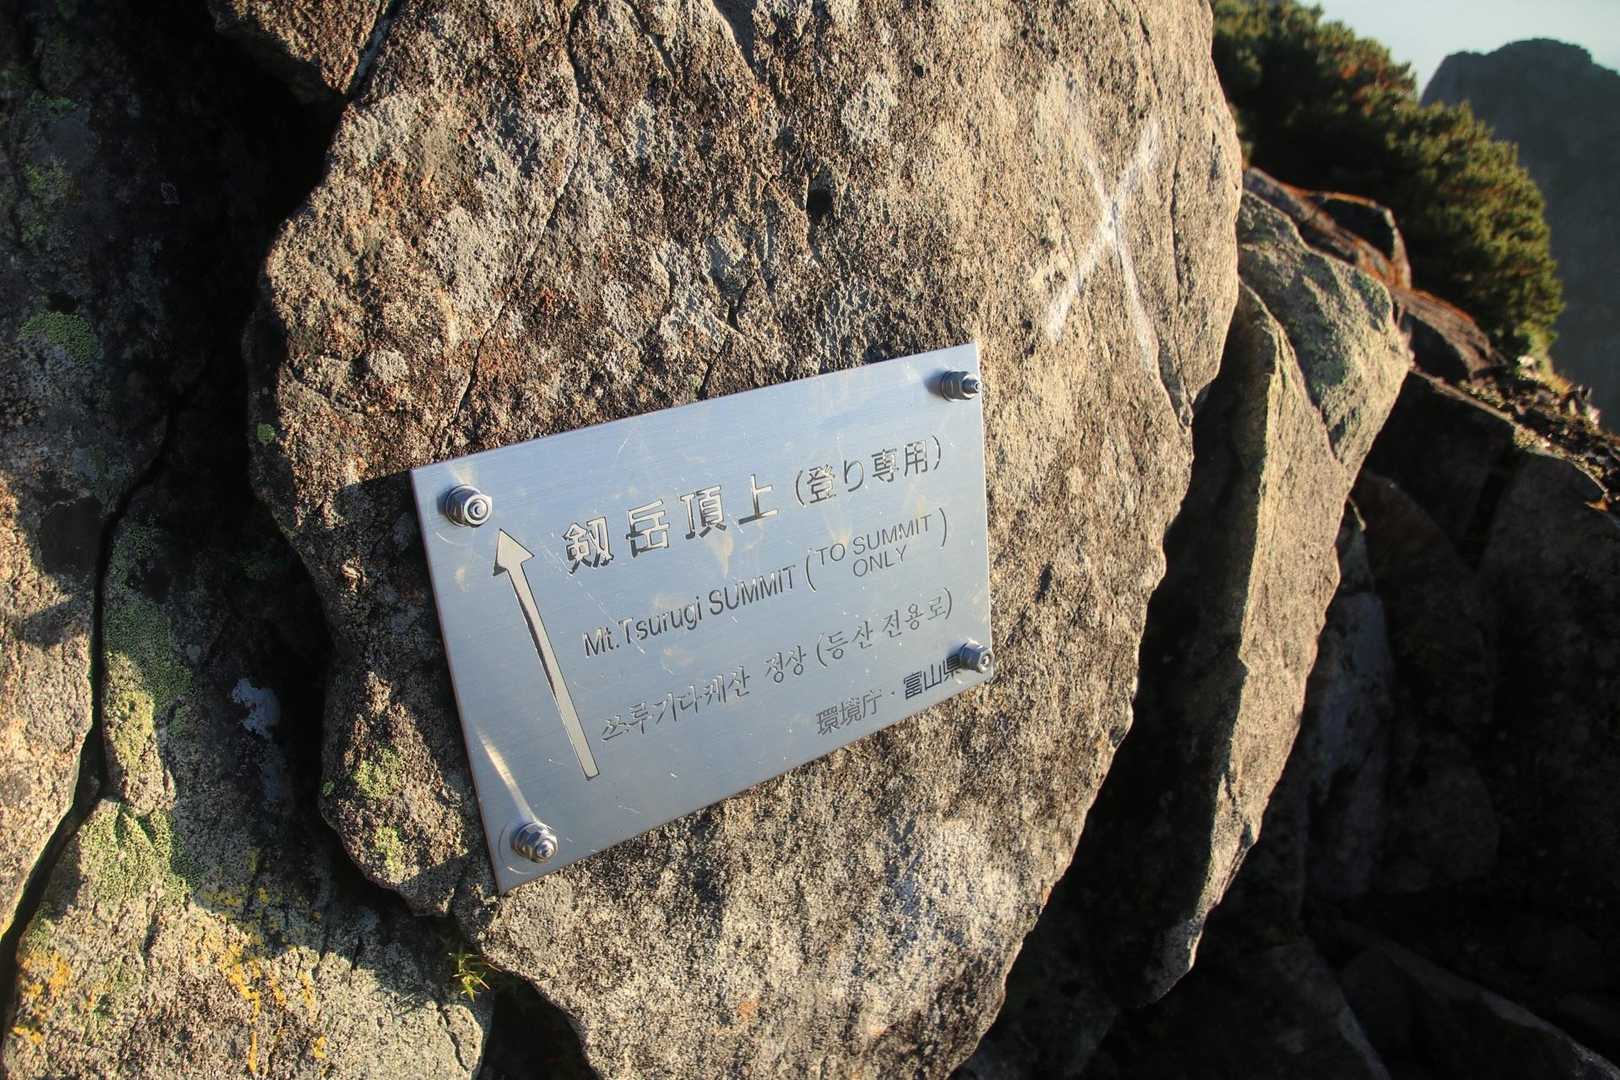 剱岳頂上(登り専用)
Mt.Tsurugi SUMMIT (TO SUMMIT ONLY)
쓰루기다케산 정상 (등산 전용로)
環境庁・富山県